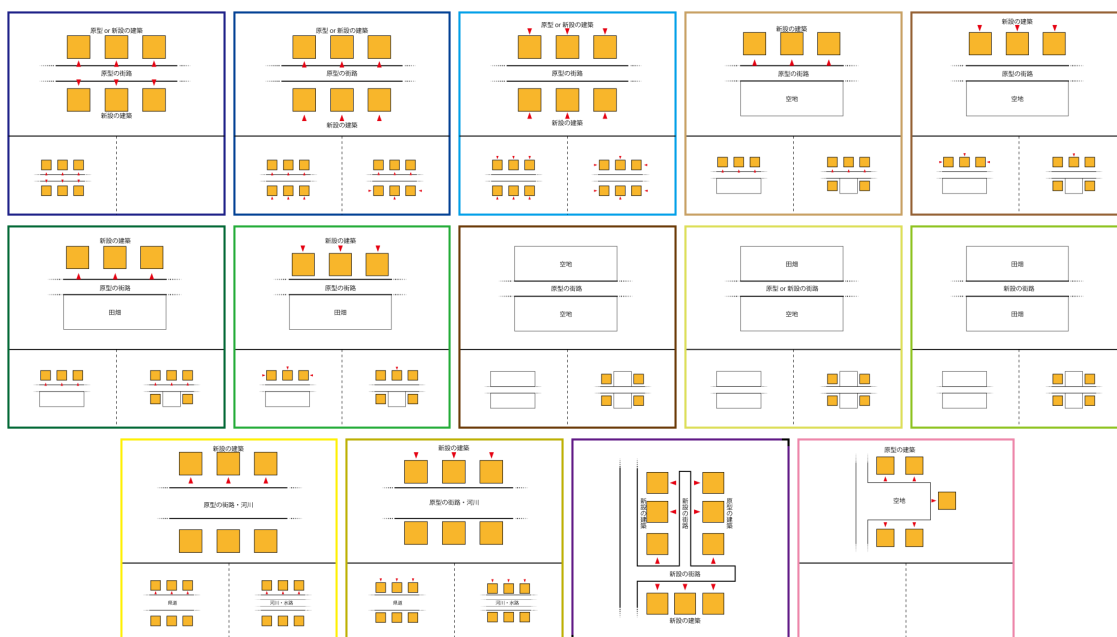 原型 or 新設の建築
原型の街路
新設の建築
原型 or 新設の建築
原型の街路
新設の建築
原型 or 新設の建築
原型の街路
新設の建築
新設の建築
原型の街路
空地
新設の建築
原型の街路
空地
新設の建築
原型の街路
田畑
新設の建築
原型の街路
田畑
空地
原型の街路
空地
田畑
原型 or 新設の街路
空地
田畑
新設の街路
田畑
新設の建築
原型の街路・河川
県道
河川・水路
新設の建築
原型の街路・河川
県道
河川・水路
新設の建築
新設の街路
原型の建築
新設の街路
新設の建築
原型の建築
空地